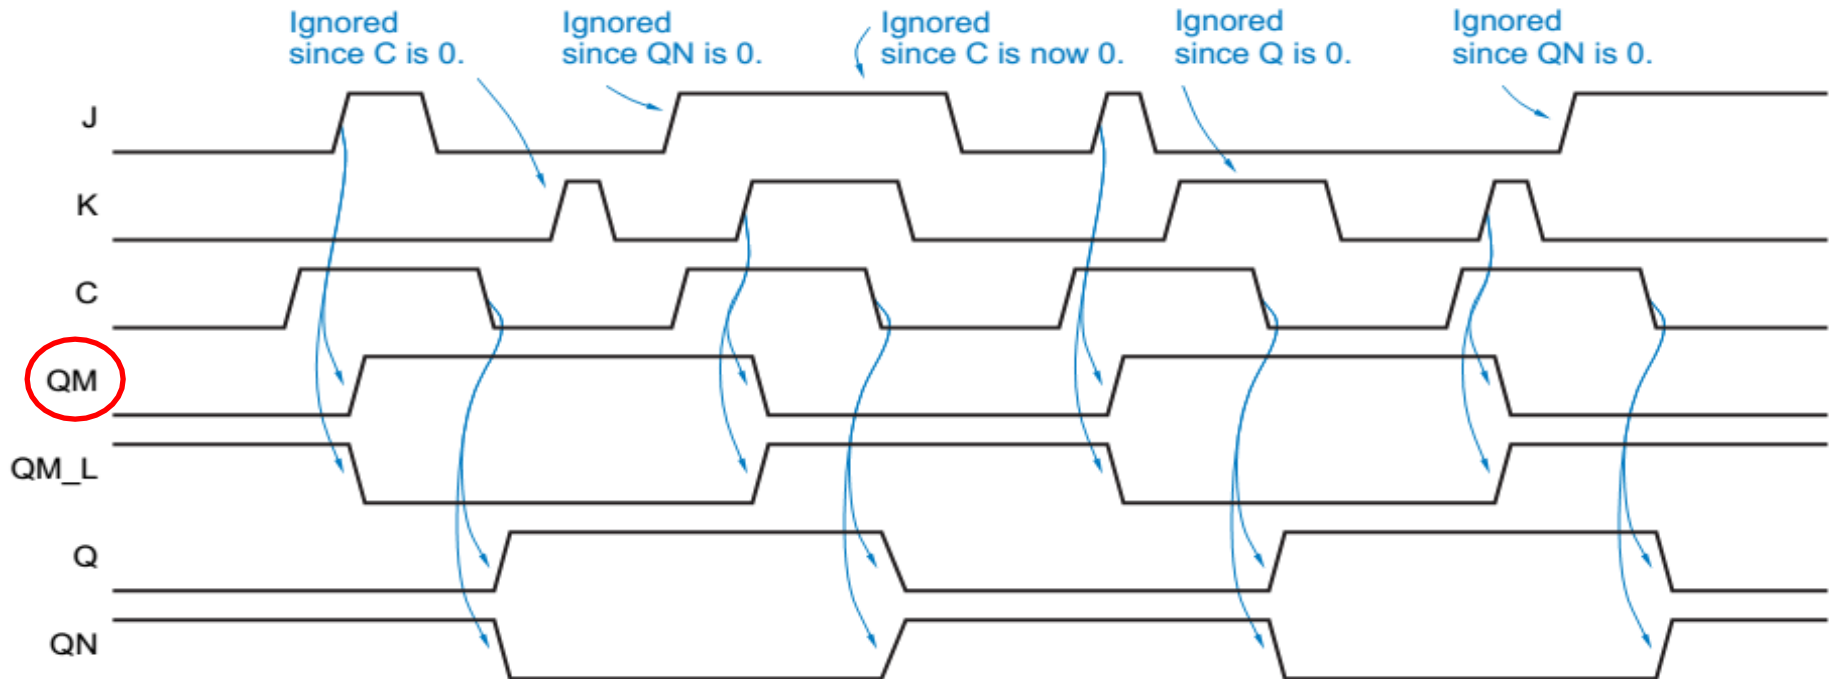 Ignored
since C is 0.
Ignored
since QN is 0.
Ignored
since C is now 0.
Ignored
since Q is 0.
Ignored
since QN is 0.
J
K
C
QM
QM_L
Q
QN